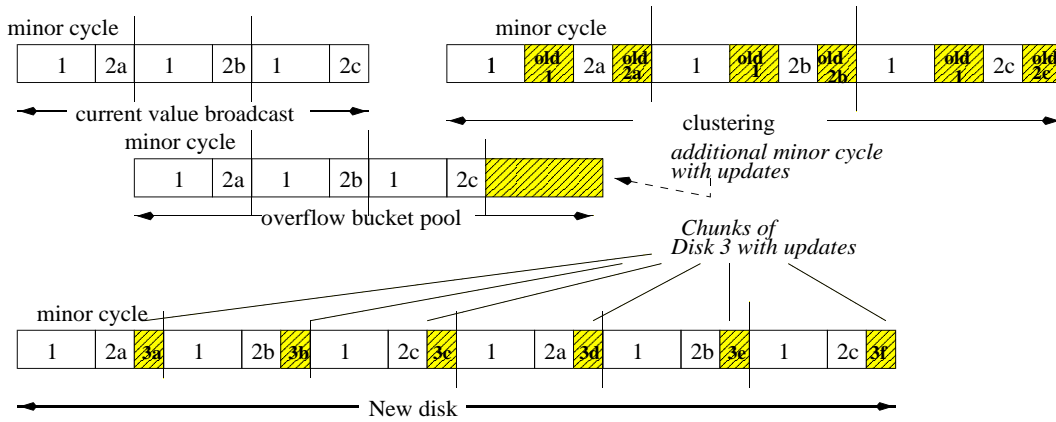 minor cycle
1 2a 1 2b 1 2c
current value broadcast
minor cycle
1 old 1 2a old 2a 1 old 1 2b old 2b 1 old 1 2c old 2c
clustering
minor cycle
1 2a 1 2b 1 2c
overflow bucket pool
additional minor cycle
with updates
Chunks of
Disk 3 with updates
minor cycle
1 2a 3a 1 2b 3b 1 2c 3c 1 2a 3d 1 2b 3e 1 2c 3f
New disk